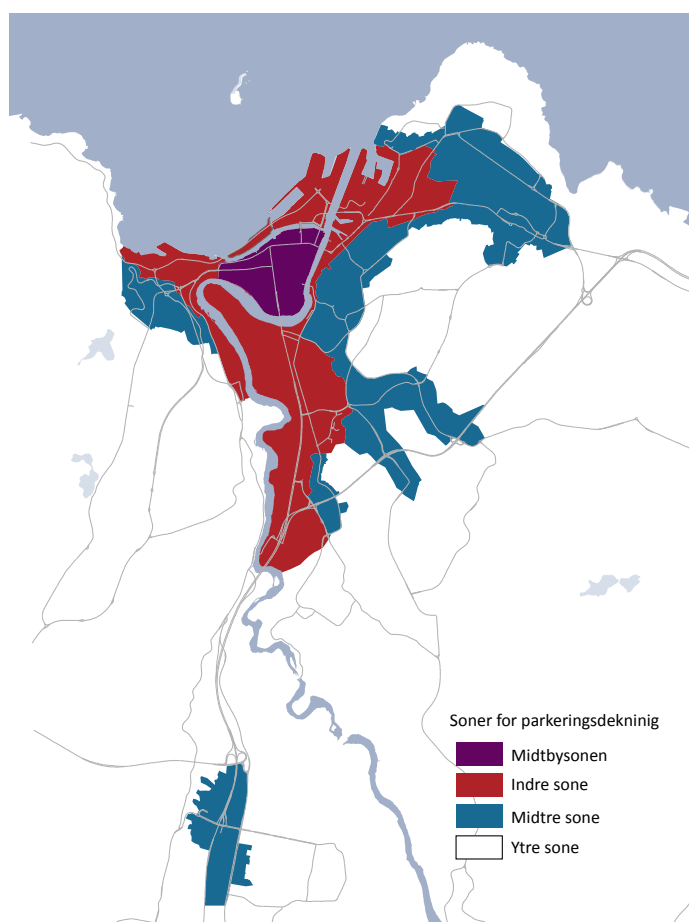 Soner for parkeringsdekninig
Midtbysonen
Indre sone
Midtre sone
Ytre sone